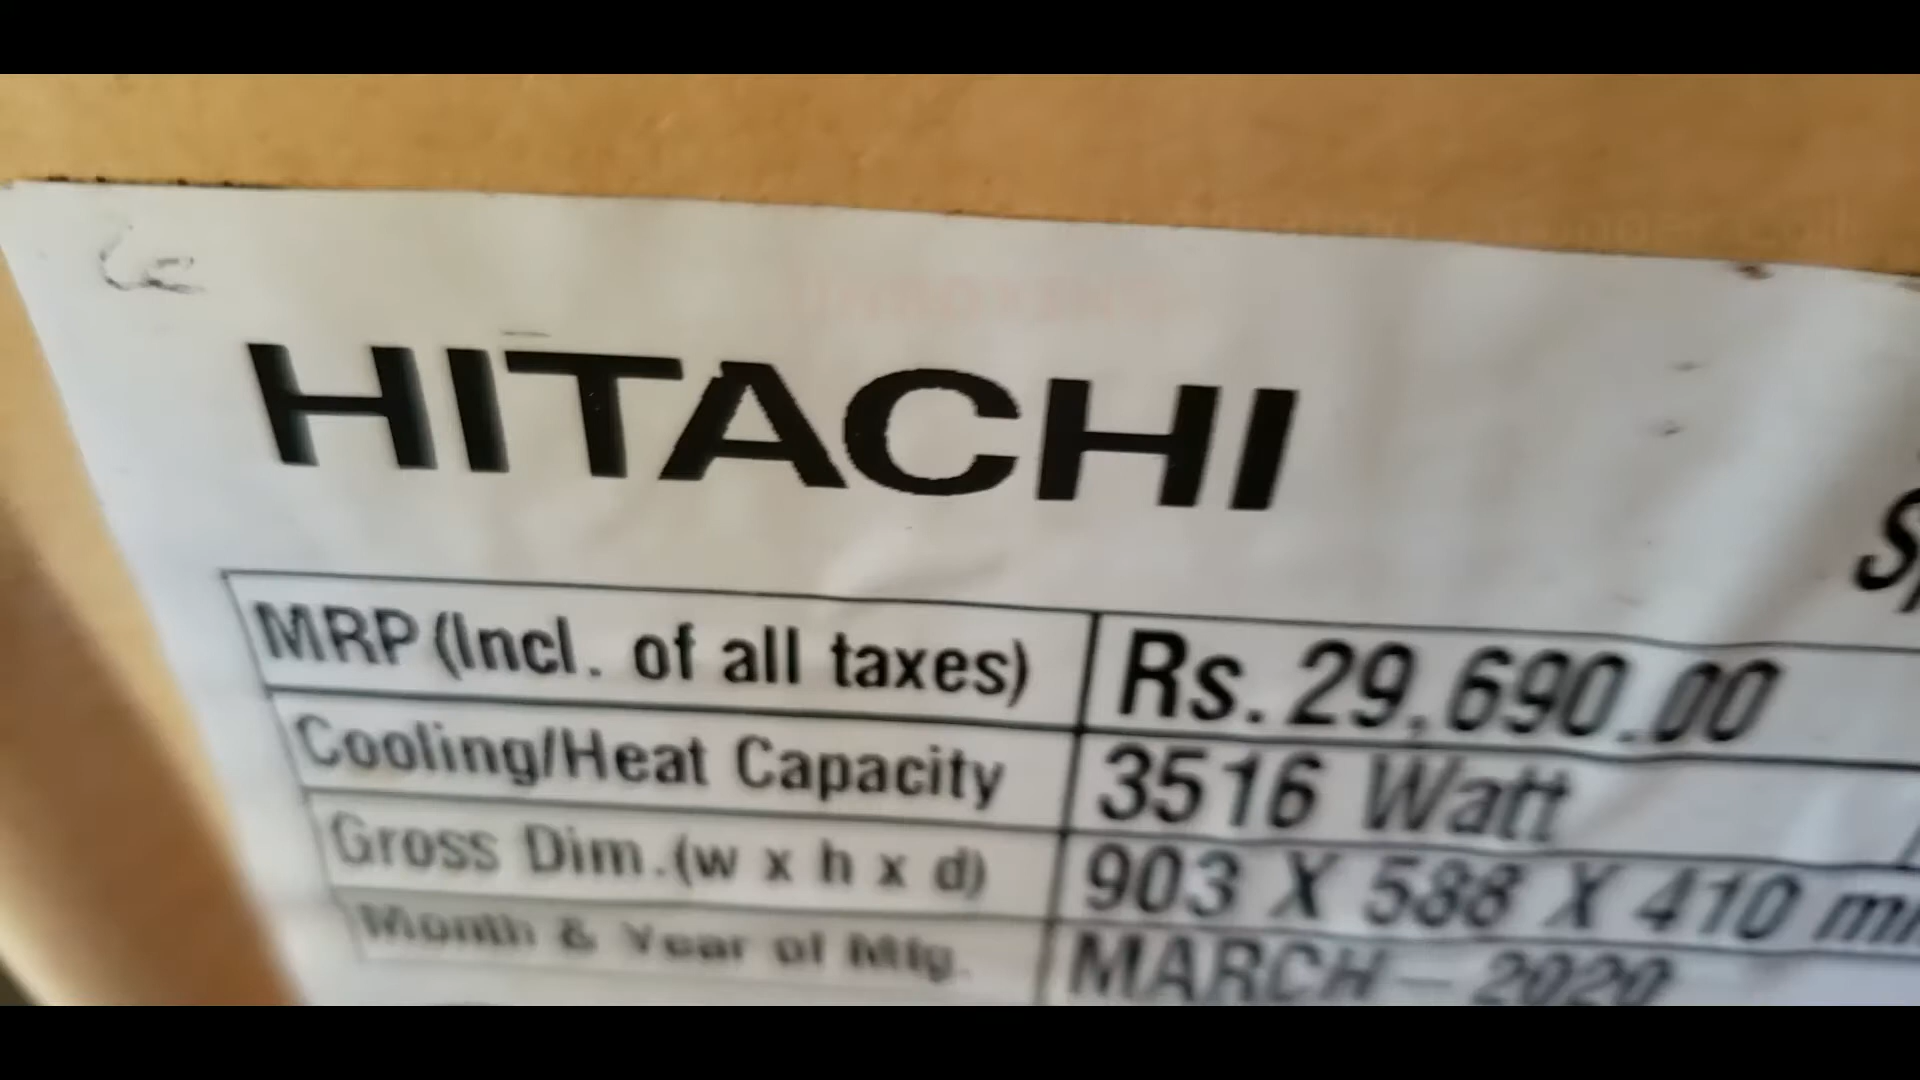 HITACHI
MRP (Incl. of all taxes) Rs. 29,690.00
Cooling/Heat Capacity 3516 Watt
Gross Dim.(w x h x d) 903 X 588 X 410
Month & Year of Mfg. MARCH - 2020